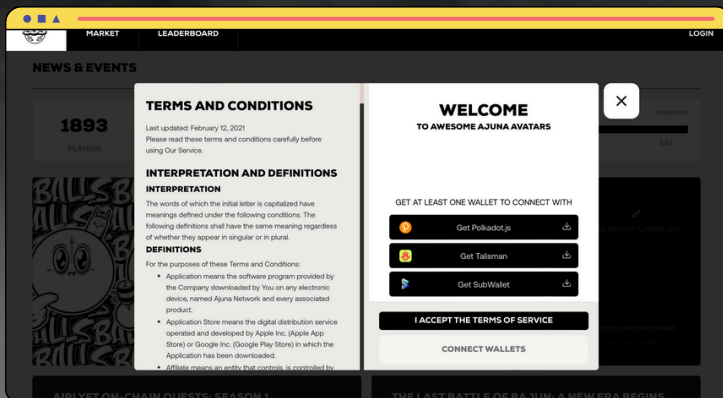 MARKET
LEADERBOARD
LOGIN
NEWS & EVENTS
1893
PLAYERS
End
TERMS AND CONDITIONS
Last updated: February 12, 2021
Please read these terms and conditions carefully before
using Our Service.
INTERPRETATION AND DEFINITIONS
INTERPRETATION
The words of which the initial letter is capitalized have
meanings defined under the following conditions. The
following definitions shall have the same meaning regardless
of whether they appear in singular or in plural.
DEFINITIONS
For the purposes of these Terms and Conditions:
• Application means the software program provided by
the Company downloaded by You on any electronic
device, named Ajuna Network and every associated
product.
• Application Store means the digital distribution service
operated and developed by Apple Inc. (Apple App
Store) or Google Inc. (Google Play Store) in which the
Application has been downloaded.
• Affiliate means an entity that controls, is controlled by
WELCOME
TO AWESOME AJUNA AVATARS
GET AT LEAST ONE WALLET TO CONNECT WITH
Get Polkadot.js
Get Talisman
Get SubWallet
I ACCEPT THE TERMS OF SERVICE
CONNECT WALLETS
AIRLYFT ON-CHAIN QUESTS: SEASON 1
THE LAST BATTLE OF BAJUN: A NEW ERA BEGINS